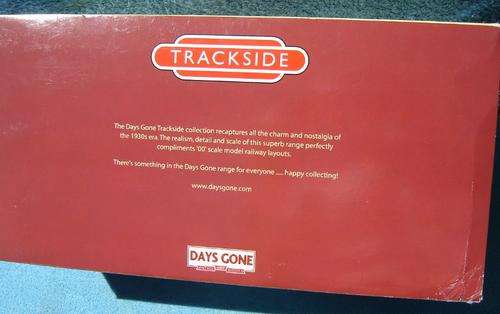 TRACKSIDE
The Days Gone Trackside collection recaptures all the charm and nostalgia of
the 1930s era. The realism, detail and scale of this superb range perfectly
compliments '00' scale model railway layouts.
There's something in the Days Gone range for everyone .... happy collecting!
www.daysgone.com
DAYS GONE